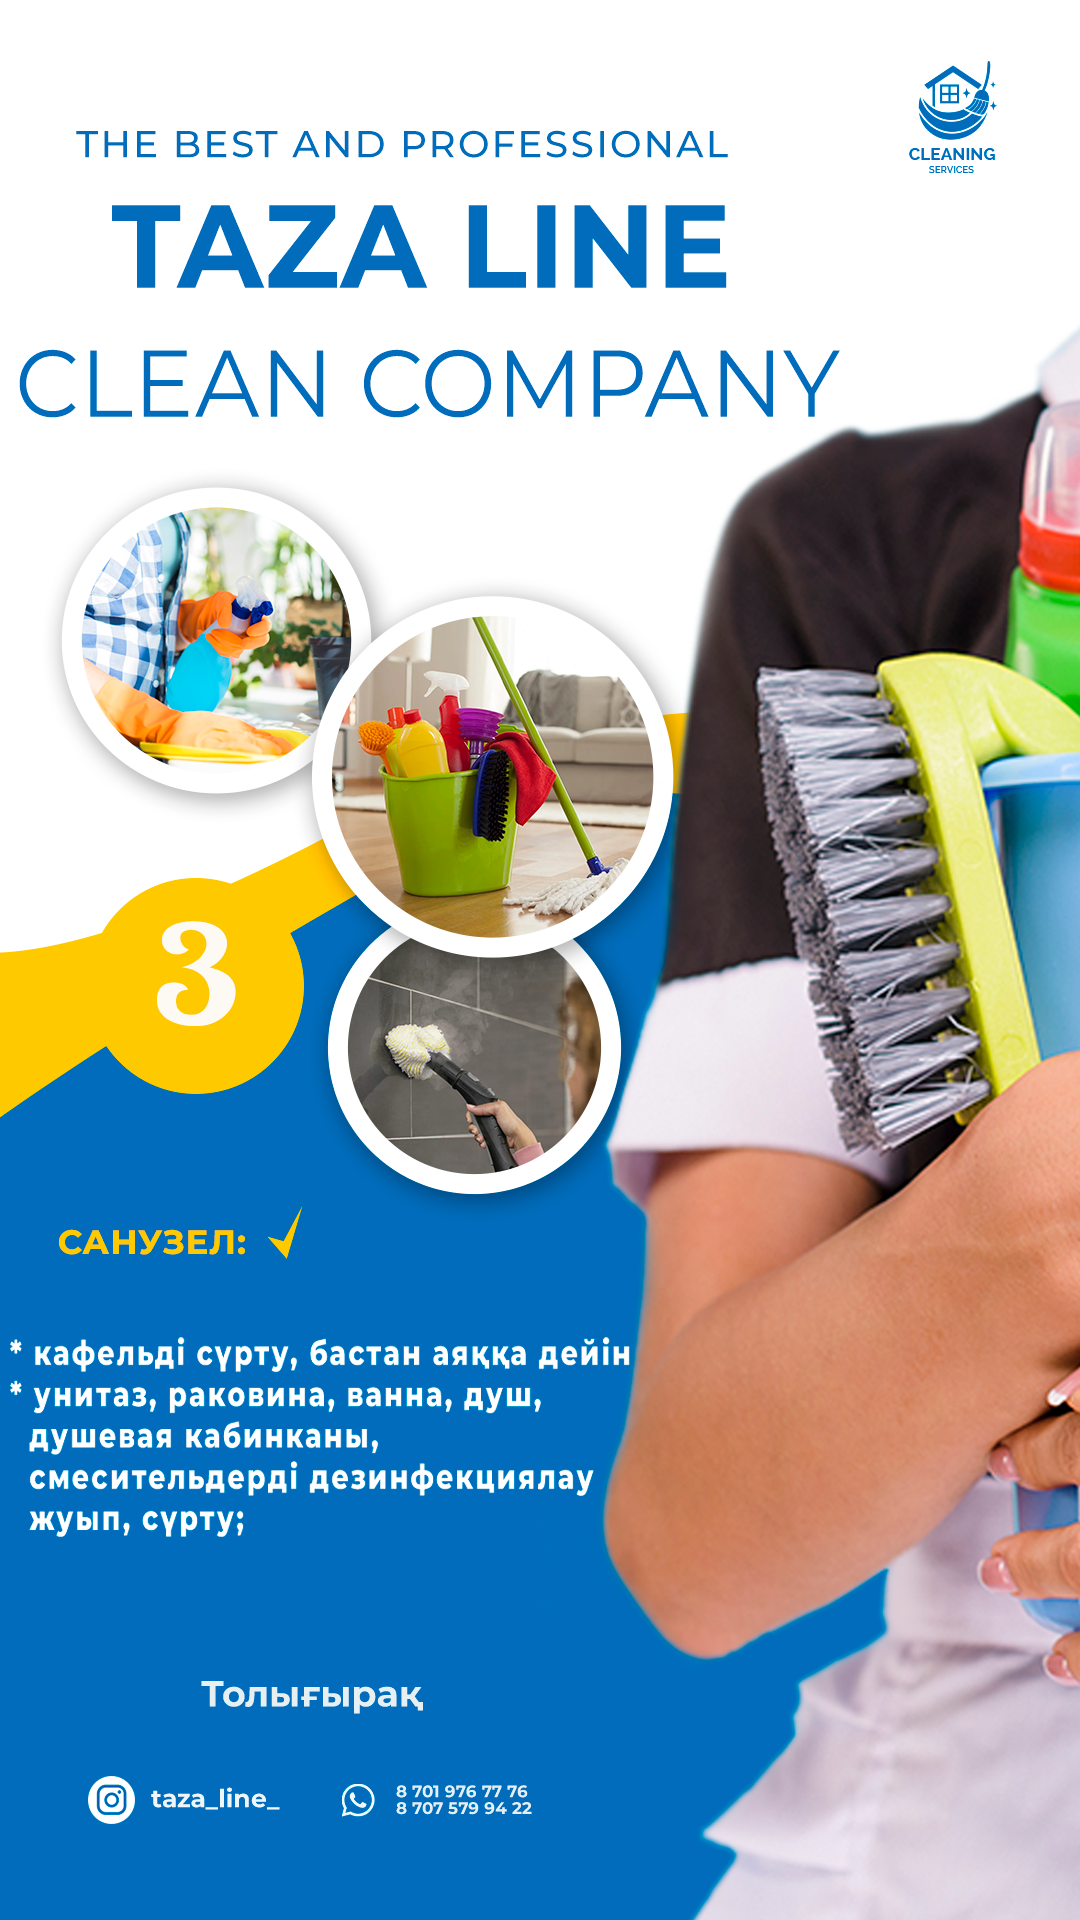 CLEANING
SERVICES
THE BEST AND PROFESSIONAL
TAZA LINE
CLEAN COMPANY
3
САНУЗЕЛ:
* кафельді сүрту, бастан аяққа дейін
* унитаз, раковина, ванна, душ,
душевая кабинканы,
смесительдерді дезинфекциялау
жуып, сүрту;
Толығырақ
taza_line_
8 701 976 77 76
8 707 579 94 22